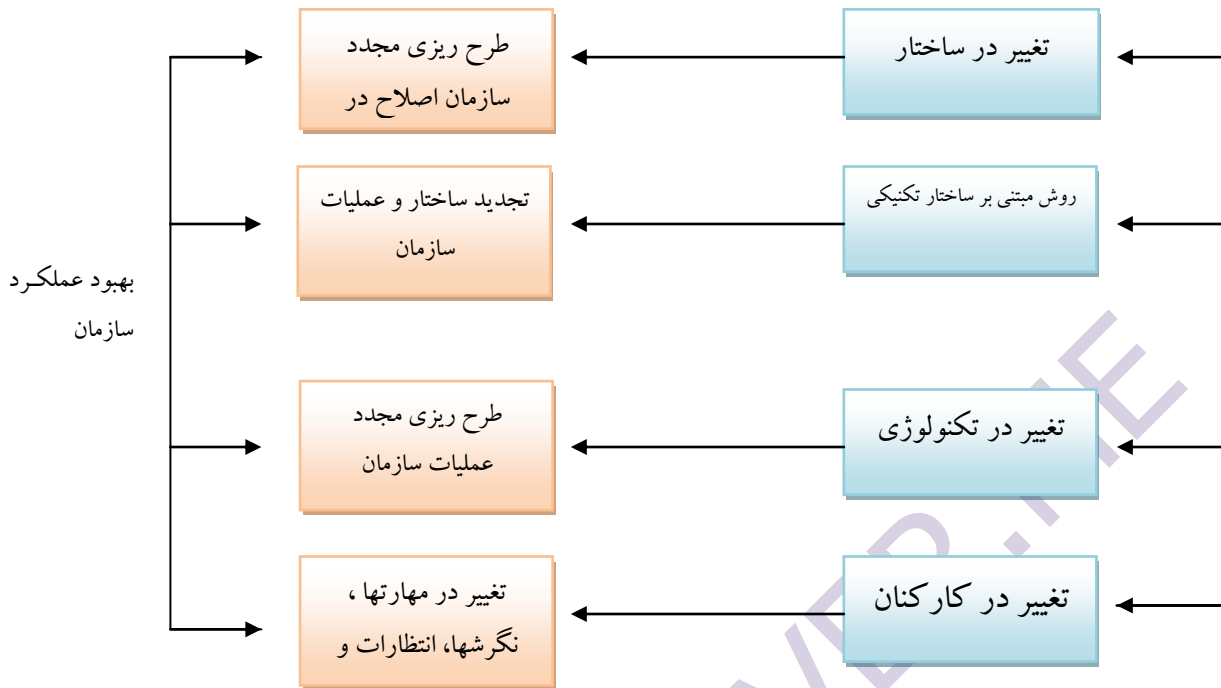 تغییر در ساختار
طرح ریزی مجدد
سازمان اصلاح در
روش مبتنی بر ساختار تکنیکی
تجدید ساختار و عملیات
سازمان
بهبود عملکـرد
سازمان
تغییر در تکنولوژی
طرح ریزی مجدد
عملیات سازمان
تغییر در کارکنان
تغییر در مهارتها ،
نگرشها، انتظارات و